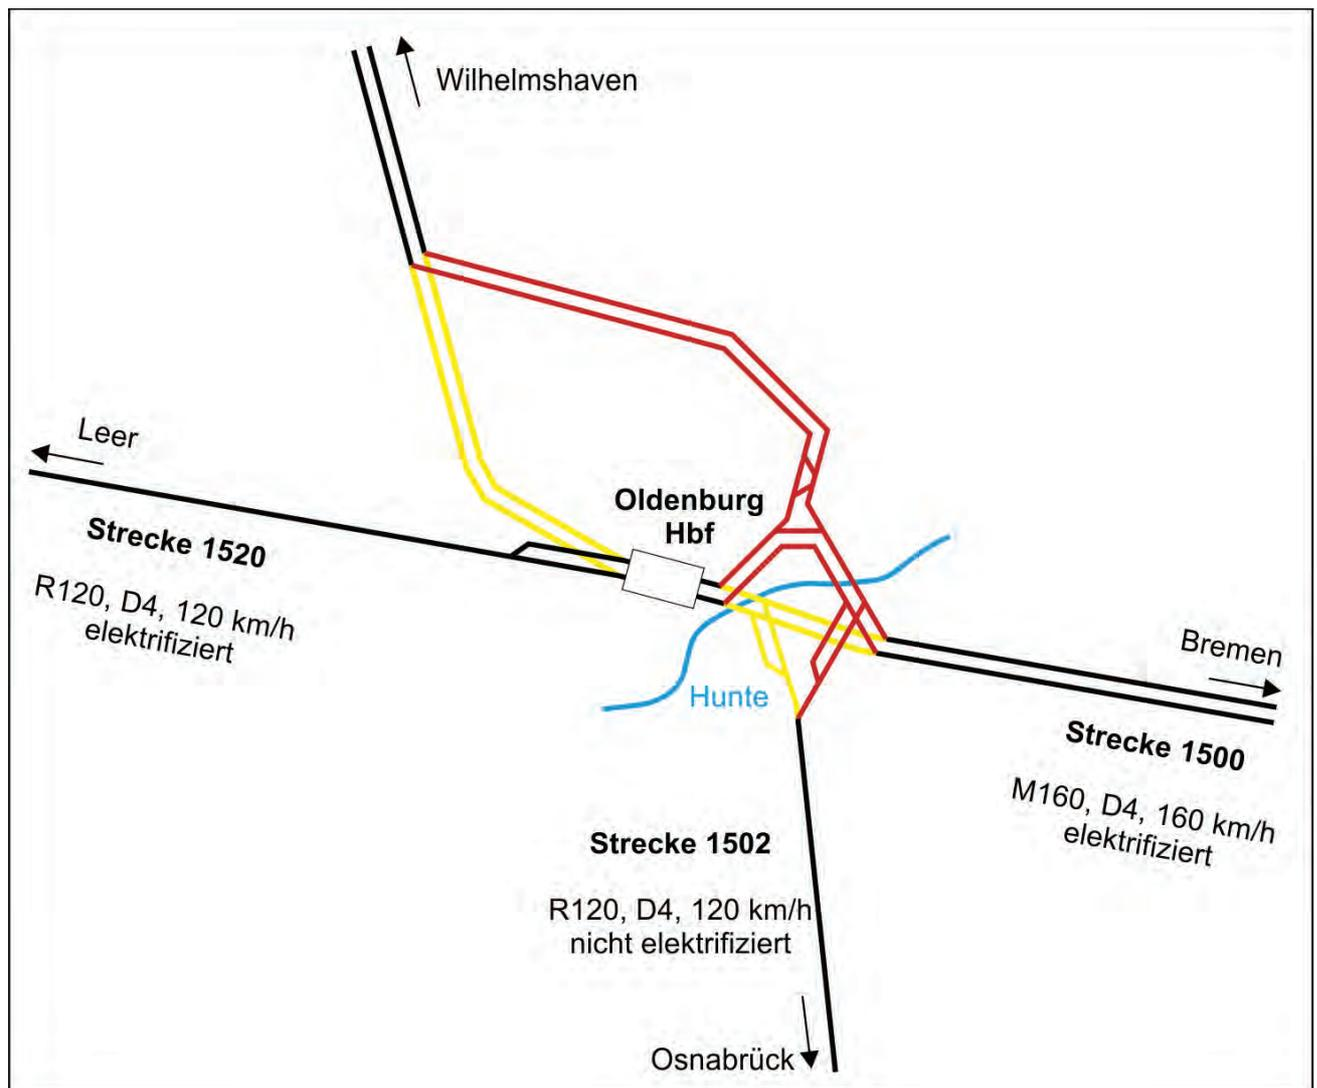 Wilhelmshaven
Leer
Strecke 1520
R120, D4, 120 km/h
elektrifiziert
Oldenburg
Hbf
Hunte
Bremen
Strecke 1500
M160, D4, 160 km/h
elektrifiziert
Strecke 1502
R120, D4, 120 km/h
nicht elektrifiziert
Osnabrück